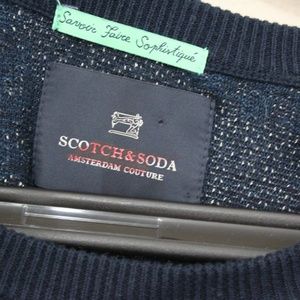 Savoir Faire Sophistiqué
SCOTCH&SODA
AMSTERDAM COUTURE